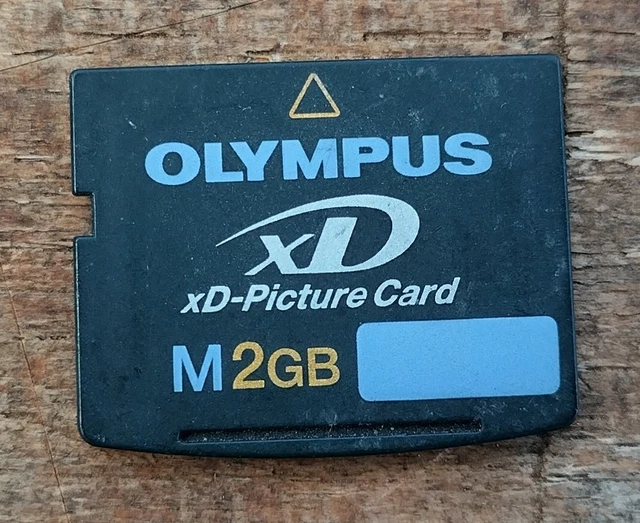 OLYMPUS
xD
xD-Picture Card
M 2GB